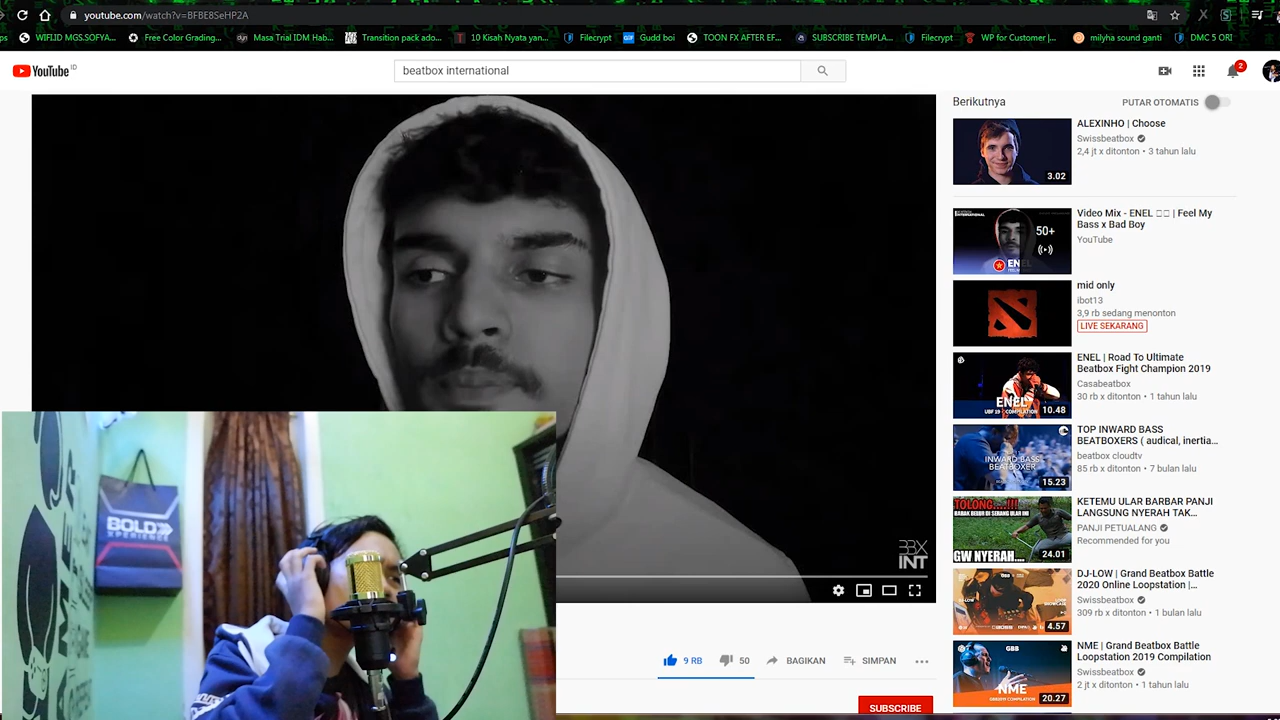 youtube.com/watch?v=BFBE8SeHP2A
ps
WIFI.ID MGS.SOFYA...
Free Color Grading...
Masa Trial IDM Hab...
Transition pack ado...
10 Kisah Nyata yan...
Filecrypt
Gudd boi
TOON FX AFTER EF...
SUBSCRIBE TEMPLA...
Filecrypt
WP for Customer |...
milyha sound ganti
DMC 5 ORI
YouTube ID
beatbox international
2
Berikutnya
PUTAR OTOMATIS
3.02
ALEXINHO | Choose
Swissbeatbox
2,4 jt x ditonton • 3 tahun lalu
INTERNATIONAL
50+
ENEL
Video Mix - ENEL | Feel My
Bass x Bad Boy
YouTube
mid only
ibot13
3,9 rb sedang menonton
LIVE SEKARANG
ENEL
UBF 19 - COMPILATION
10.48
ENEL | Road To Ultimate
Beatbox Fight Champion 2019
Casabeatbox
30 rb x ditonton • 1 tahun lalu
INWARD BASS
BEATBOXER
15.23
TOP INWARD BASS
BEATBOXERS ( audical, inertia...
beatbox cloudtv
85 rb x ditonton • 7 bulan lalu
TOLONG....!!!
GW NYERAH...
24.01
KETEMU ULAR BARBAR PANJI
LANGSUNG NYERAH TAK...
PANJI PETUALANG
Recommended for you
4.57
DJ-LOW | Grand Beatbox Battle
2020 Online Loopstation |...
Swissbeatbox
309 rb x ditonton • 1 bulan lalu
GBB
NME
20.27
NME | Grand Beatbox Battle
Loopstation 2019 Compilation
Swissbeatbox
2 jt x ditonton • 1 tahun lalu
BBX
INT
BOLD
XPERIENCE
9 RB
50
BAGIKAN
SIMPAN
SUBSCRIBE